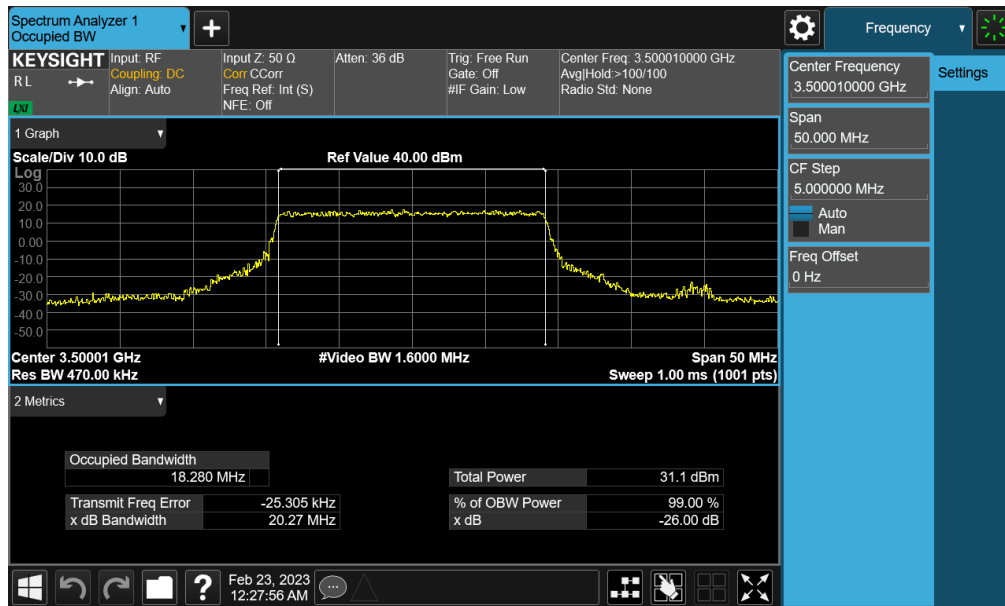 Spectrum Analyzer 1
Occupied BW
+
Frequency
KEYSIGHT
R L
LXI
Input: RF
Coupling: DC
Align: Auto
Input Z: 50 Ω
Corr CCorr
Freq Ref: Int (S)
NFE: Off
Atten: 36 dB
Trig: Free Run
Gate: Off
#IF Gain: Low
Center Freq: 3.500010000 GHz
Avg|Hold:>100/100
Radio Std: None
Center Frequency
3.500010000 GHz
Settings
Span
50.000 MHz
CF Step
5.000000 MHz
Auto
Man
Freq Offset
0 Hz
1 Graph
Scale/Div 10.0 dB
Ref Value 40.00 dBm
Log
30.0
20.0
10.0
0.00
-10.0
-20.0
-30.0
-40.0
-50.0
Center 3.50001 GHz
#Video BW 1.6000 MHz
Span 50 MHz
Res BW 470.00 kHz
Sweep 1.00 ms (1001 pts)
2 Metrics
Occupied Bandwidth
18.280 MHz
Total Power 31.1 dBm
Transmit Freq Error -25.305 kHz
% of OBW Power 99.00 %
x dB Bandwidth 20.27 MHz
x dB -26.00 dB
?
Feb 23, 2023
12:27:56 AM